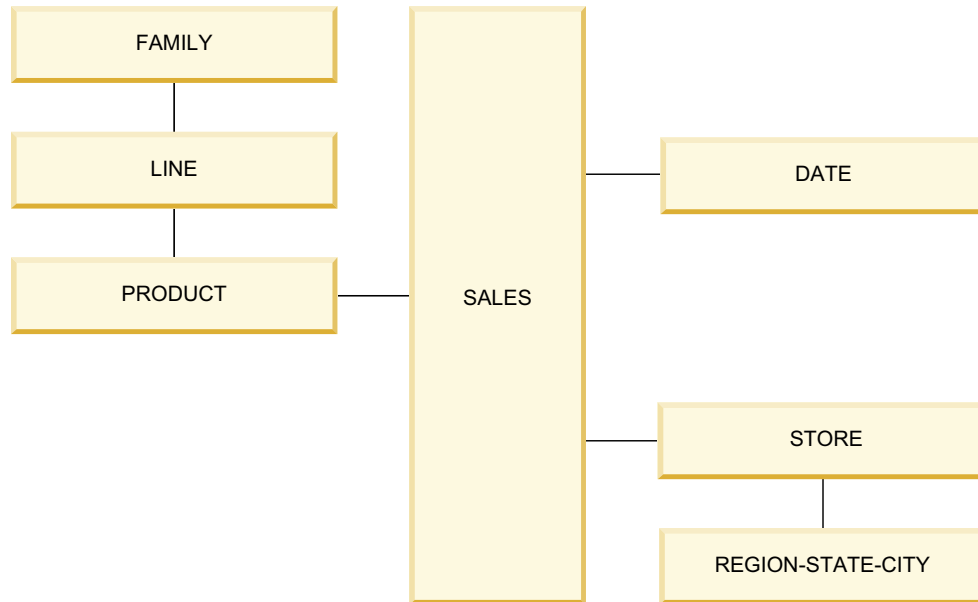 FAMILY
LINE
PRODUCT
SALES
DATE
STORE
REGION-STATE-CITY